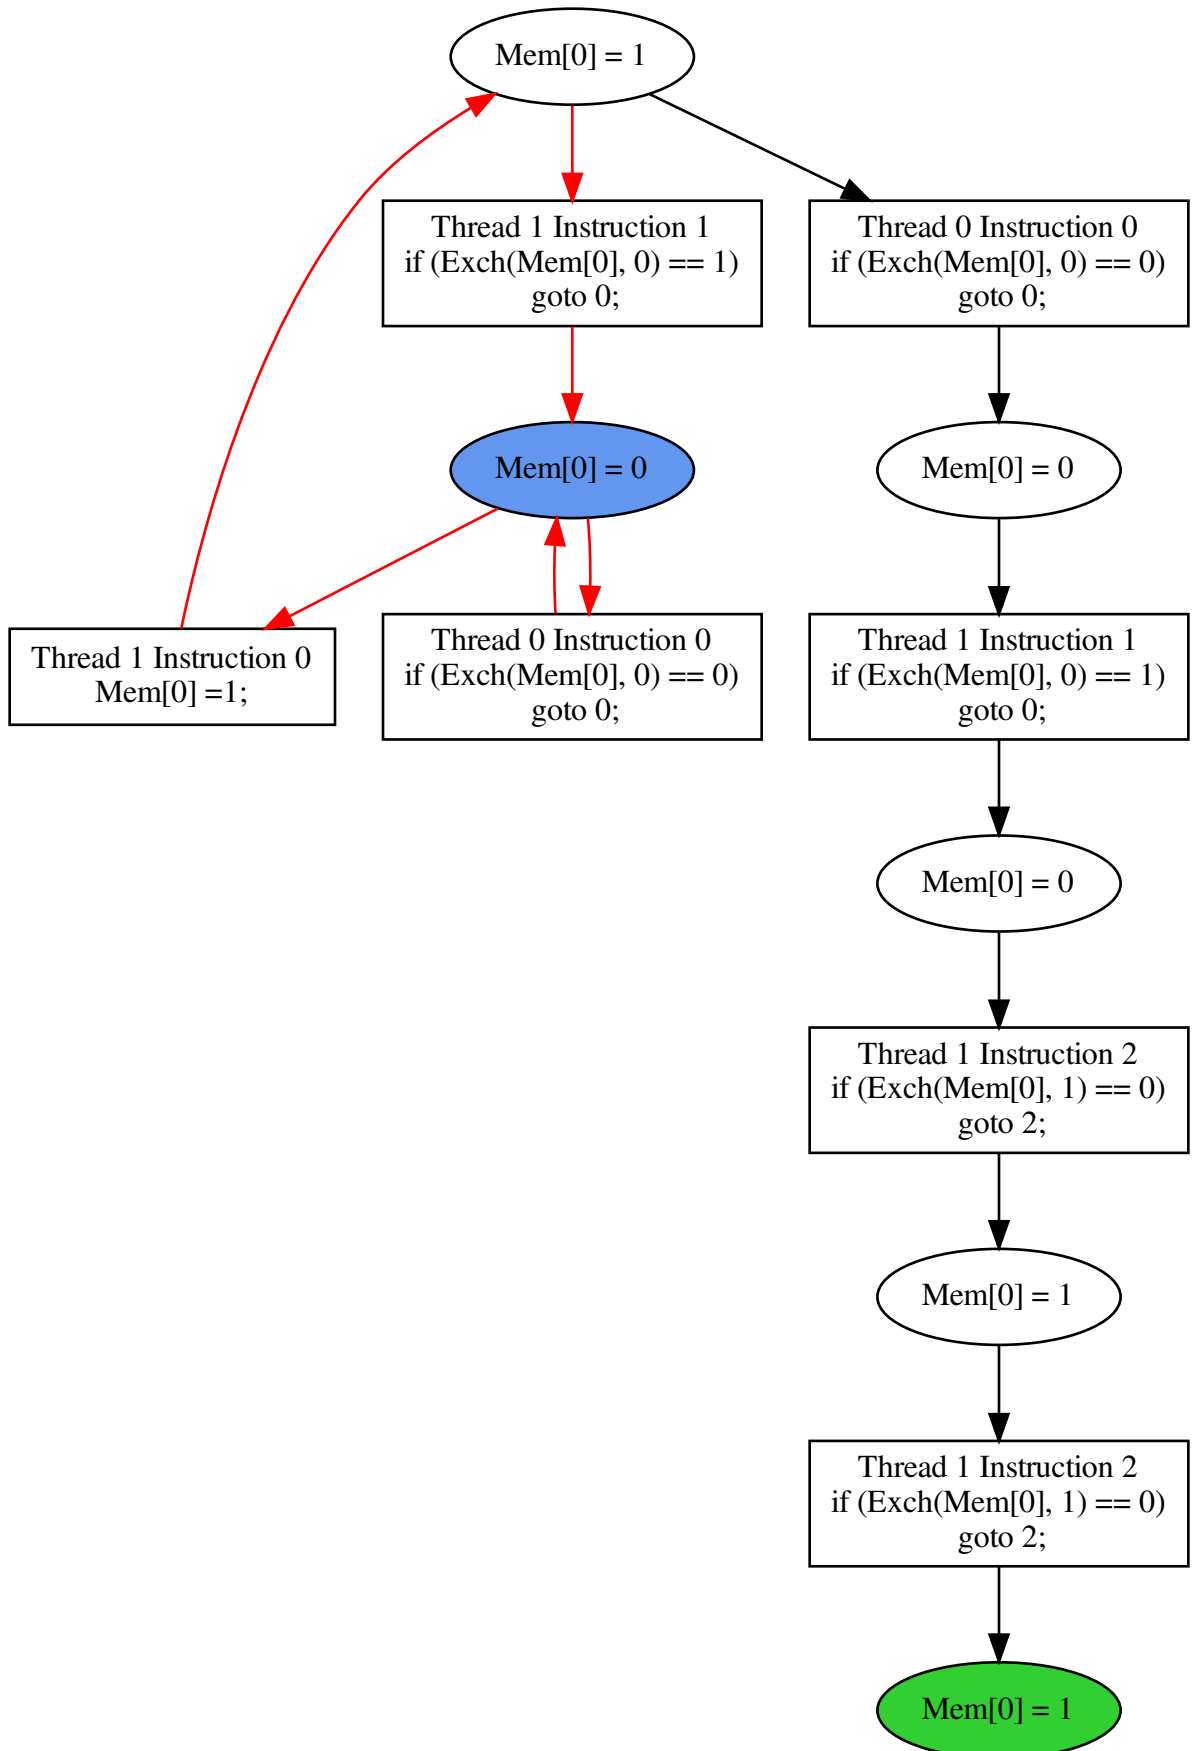 Mem[0] = 1
Thread 1 Instruction 1
if (Exch(Mem[0], 0) == 1)
goto 0;
Thread 0 Instruction 0
if (Exch(Mem[0], 0) == 0)
goto 0;
Mem[0] = 0
Mem[0] = 0
Thread 1 Instruction 0
Mem[0] =1;
Thread 0 Instruction 0
if (Exch(Mem[0], 0) == 0)
goto 0;
Thread 1 Instruction 1
if (Exch(Mem[0], 0) == 1)
goto 0;
Mem[0] = 0
Thread 1 Instruction 2
if (Exch(Mem[0], 1) == 0)
goto 2;
Mem[0] = 1
Thread 1 Instruction 2
if (Exch(Mem[0], 1) == 0)
goto 2;
Mem[0] = 1